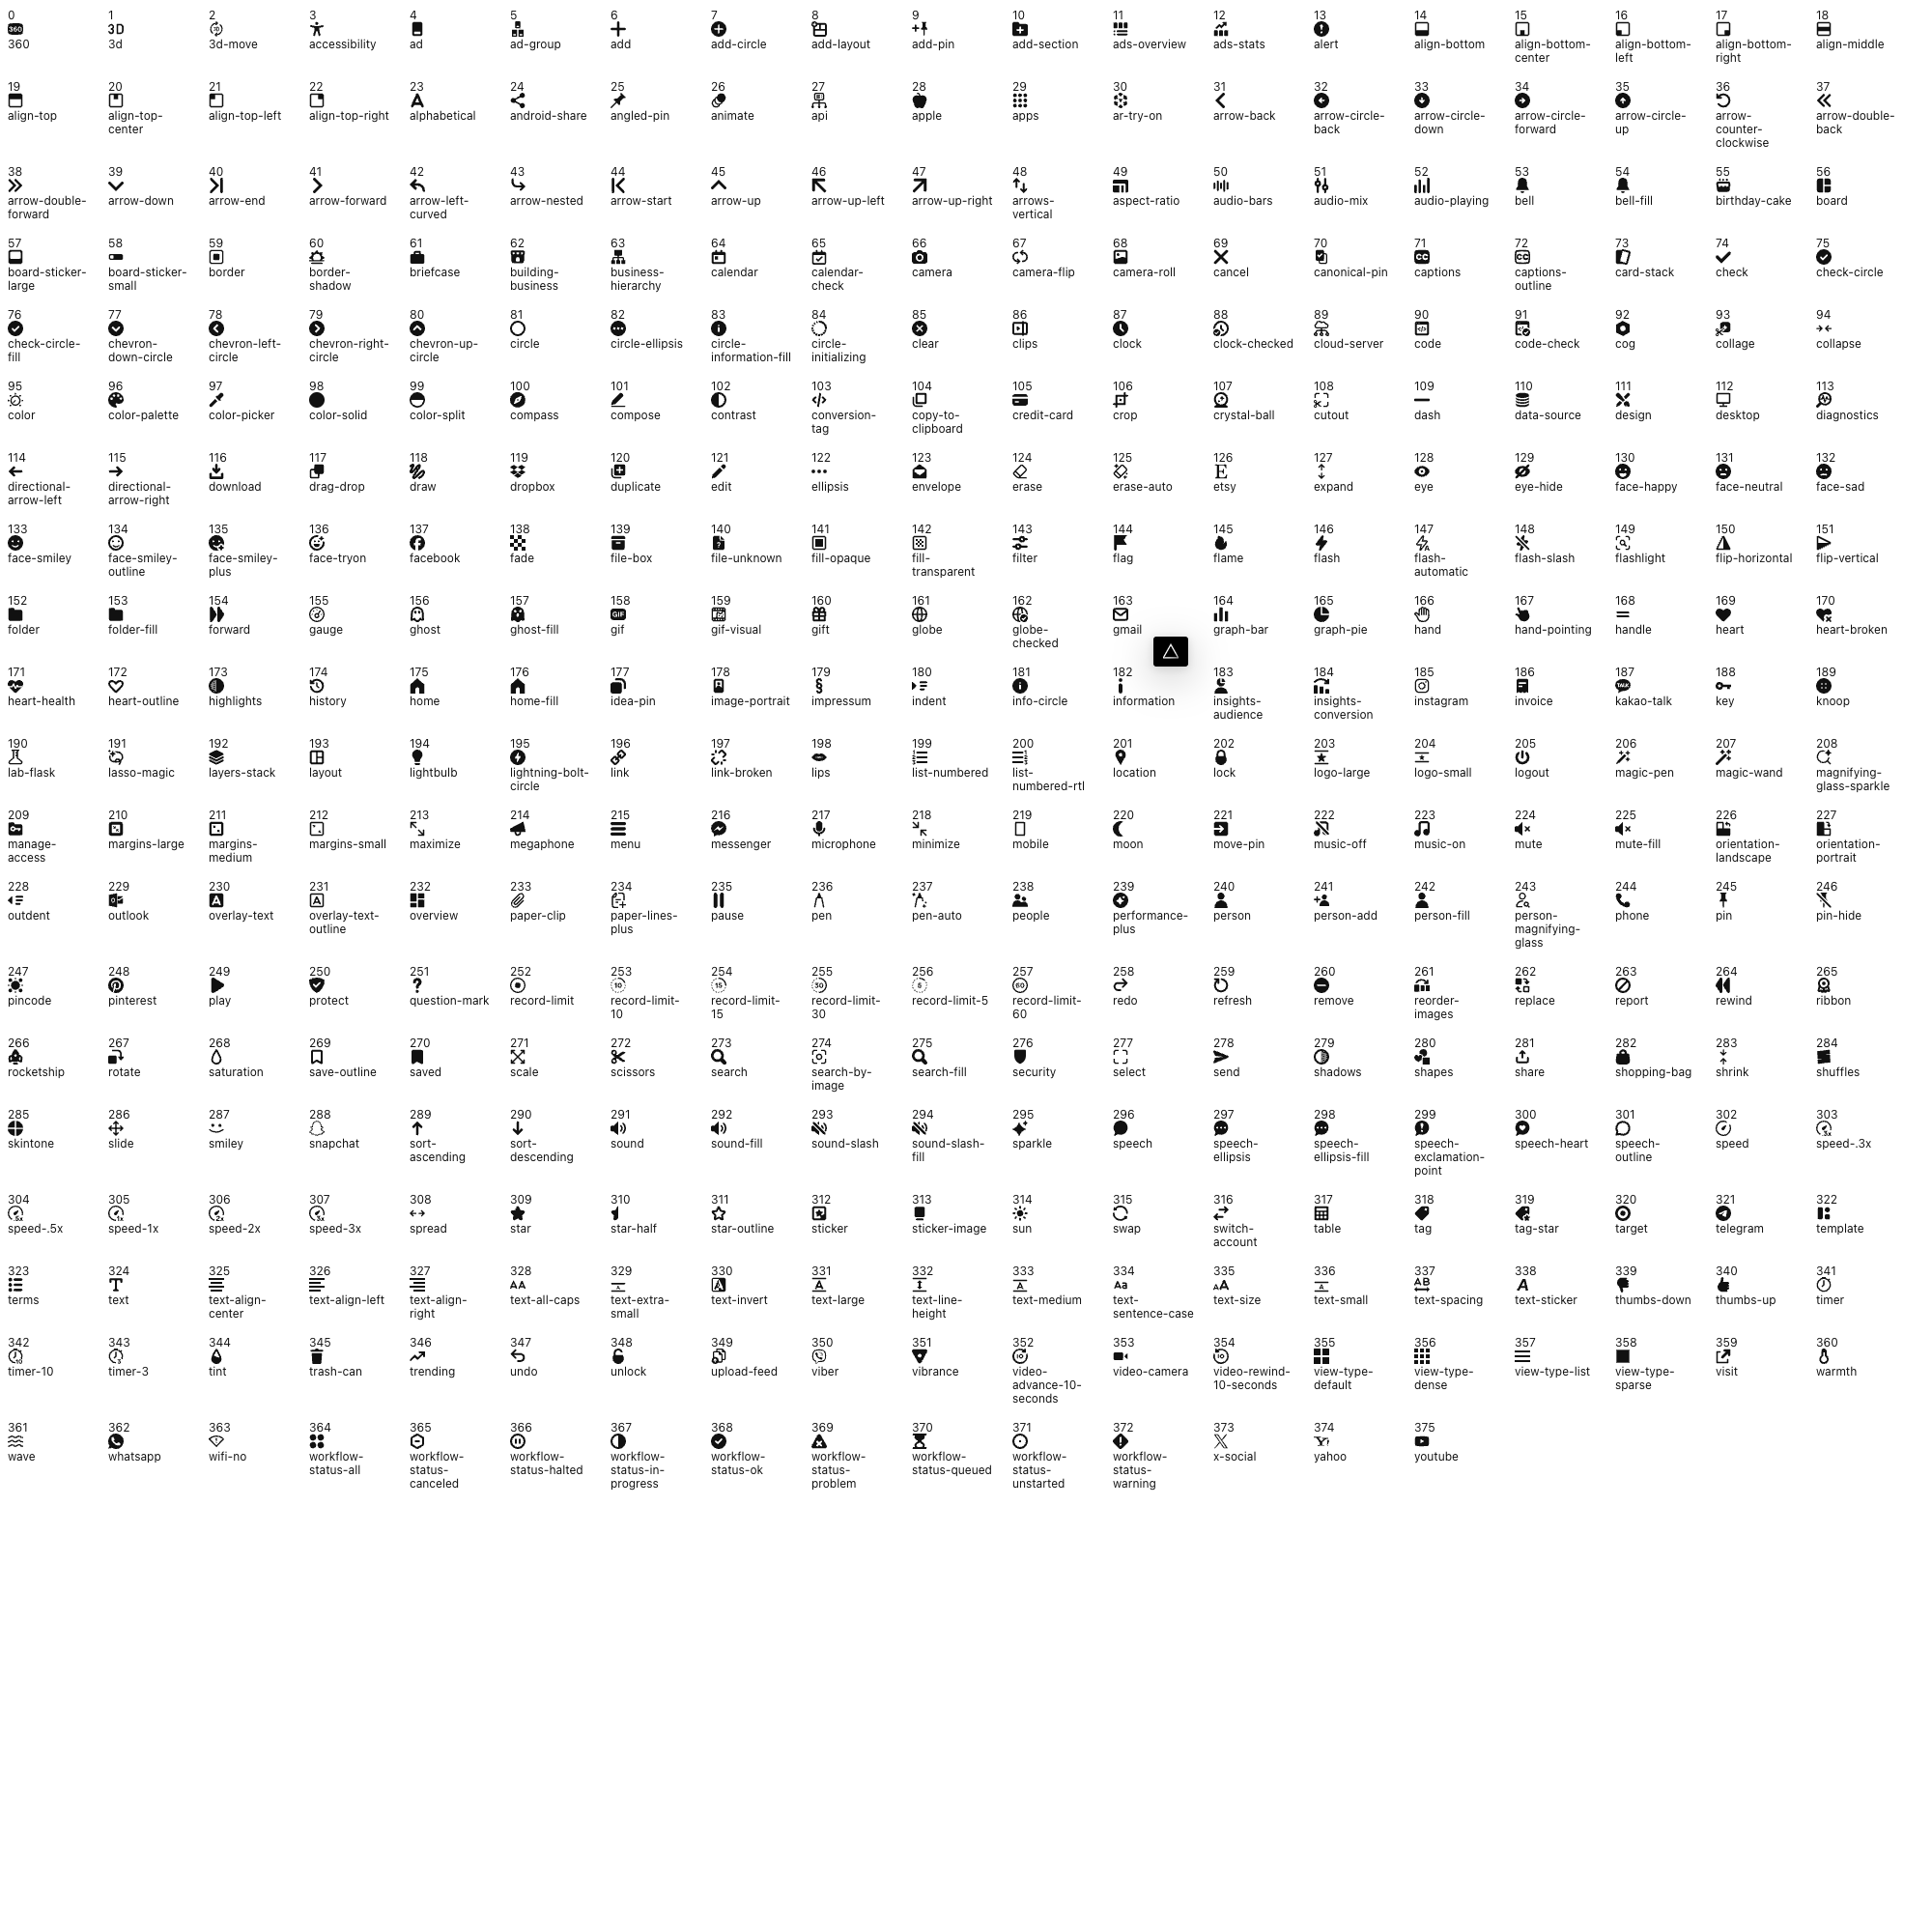 0 1 2 3 4 5 6 7 8 9 10 11 12 13 14 15 16 17 18
360 3d 3d-move accessibility ad ad-group add add-circle add-layout add-pin add-section ads-overview ads-stats alert align-bottom align-bottom- align-bottom- align-bottom- align-middle
center left right
19 20 21 22 23 24 25 26 27 28 29 30 31 32 33 34 35 36 37
align-top align-top- align-top-left align-top-right alphabetical android-share angled-pin animate api apple apps ar-try-on arrow-back arrow-circle- arrow-circle- arrow-circle- arrow-circle- arrow- arrow-double-
center back down forward up counter- back
clockwise
38 39 40 41 42 43 44 45 46 47 48 49 50 51 52 53 54 55 56
arrow-double- arrow-down arrow-end arrow-forward arrow-left- arrow-nested arrow-start arrow-up arrow-up-left arrow-up-right arrows- aspect-ratio audio-bars audio-mix audio-playing bell bell-fill birthday-cake board
forward curved vertical
57 58 59 60 61 62 63 64 65 66 67 68 69 70 71 72 73 74 75
board-sticker- board-sticker- border border- briefcase building- business- calendar calendar- camera camera-flip camera-roll cancel canonical-pin captions captions- card-stack check check-circle
large small shadow business hierarchy check outline
76 77 78 79 80 81 82 83 84 85 86 87 88 89 90 91 92 93 94
check-circle- chevron- chevron-left- chevron-right- chevron-up- circle circle-ellipsis circle- circle- clear clips clock clock-checked cloud-server code code-check cog collage collapse
fill down-circle circle circle circle information-fill initializing
95 96 97 98 99 100 101 102 103 104 105 106 107 108 109 110 111 112 113
color color-palette color-picker color-solid color-split compass compose contrast conversion- copy-to- credit-card crop crystal-ball cutout dash data-source design desktop diagnostics
tag clipboard
114 115 116 117 118 119 120 121 122 123 124 125 126 127 128 129 130 131 132
directional- directional- download drag-drop draw dropbox duplicate edit ellipsis envelope erase erase-auto etsy expand eye eye-hide face-happy face-neutral face-sad
arrow-left arrow-right
133 134 135 136 137 138 139 140 141 142 143 144 145 146 147 148 149 150 151
face-smiley face-smiley- face-smiley- face-tryon facebook fade file-box file-unknown fill-opaque fill- filter flag flame flash flash- flash-slash flashlight flip-horizontal flip-vertical
outline plus transparent automatic
152 153 154 155 156 157 158 159 160 161 162 163 164 165 166 167 168 169 170
folder folder-fill forward gauge ghost ghost-fill gif gif-visual gift globe globe- gmail graph-bar graph-pie hand hand-pointing handle heart heart-broken
checked
171 172 173 174 175 176 177 178 179 180 181 182 183 184 185 186 187 188 189
heart-health heart-outline highlights history home home-fill idea-pin image-portrait impressum indent info-circle information insights- insights- instagram invoice kakao-talk key knoop
audience conversion
190 191 192 193 194 195 196 197 198 199 200 201 202 203 204 205 206 207 208
lab-flask lasso-magic layers-stack layout lightbulb lightning-bolt- link link-broken lips list-numbered list- location lock logo-large logo-small logout magic-pen magic-wand magnifying-
circle numbered-rtl glass-sparkle
209 210 211 212 213 214 215 216 217 218 219 220 221 222 223 224 225 226 227
manage- margins-large margins- margins-small maximize megaphone menu messenger microphone minimize mobile moon move-pin music-off music-on mute mute-fill orientation- orientation-
access medium landscape portrait
228 229 230 231 232 233 234 235 236 237 238 239 240 241 242 243 244 245 246
outdent outlook overlay-text overlay-text- overview paper-clip paper-lines- pause pen pen-auto people performance- person person-add person-fill person- phone pin pin-hide
outline plus plus magnifying-
glass
247 248 249 250 251 252 253 254 255 256 257 258 259 260 261 262 263 264 265
pincode pinterest play protect question-mark record-limit record-limit- record-limit- record-limit- record-limit-5 record-limit- redo refresh remove reorder- replace report rewind ribbon
10 15 30 60 images
266 267 268 269 270 271 272 273 274 275 276 277 278 279 280 281 282 283 284
rocketship rotate saturation save-outline saved scale scissors search search-by- search-fill security select send shadows shapes share shopping-bag shrink shuffles
image
285 286 287 288 289 290 291 292 293 294 295 296 297 298 299 300 301 302 303
skintone slide smiley snapchat sort- sort- sound sound-fill sound-slash sound-slash- sparkle speech speech- speech- speech- speech-heart speech- speed speed-.3x
ascending descending fill ellipsis ellipsis-fill exclamation- outline
point
304 305 306 307 308 309 310 311 312 313 314 315 316 317 318 319 320 321 322
speed-.5x speed-1x speed-2x speed-3x spread star star-half star-outline sticker sticker-image sun swap switch- table tag tag-star target telegram template
account
323 324 325 326 327 328 329 330 331 332 333 334 335 336 337 338 339 340 341
terms text text-align- text-align-left text-align- text-all-caps text-extra- text-invert text-large text-line- text-medium text- text-size text-small text-spacing text-sticker thumbs-down thumbs-up timer
center right small height sentence-case
342 343 344 345 346 347 348 349 350 351 352 353 354 355 356 357 358 359 360
timer-10 timer-3 tint trash-can trending undo unlock upload-feed viber vibrance video- video-camera video-rewind- view-type- view-type- view-type-list view-type- visit warmth
advance-10- 10-seconds default dense sparse
seconds
361 362 363 364 365 366 367 368 369 370 371 372 373 374 375
wave whatsapp wifi-no workflow- workflow- workflow- workflow- workflow- workflow- workflow- workflow- workflow- x-social yahoo youtube
status-all status- status-halted status-in- status-ok status- status-queued status- status-
canceled progress problem unstarted warning